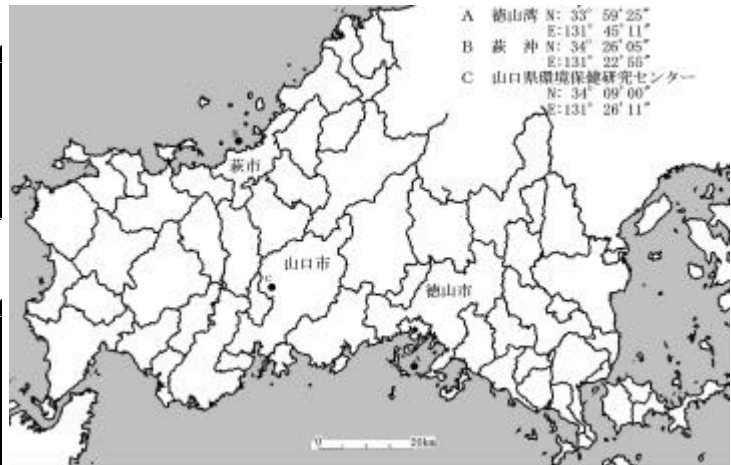 A 徳山湾 N: 33° 59' 25"
E:131° 45' 11"
B 萩 沖 N: 34° 26' 05"
E:131° 22' 55"
C 山口県環境保健研究センター
N: 34° 09' 00"
E:131° 26' 11"
萩市
山口市
C
徳山市
0 20km